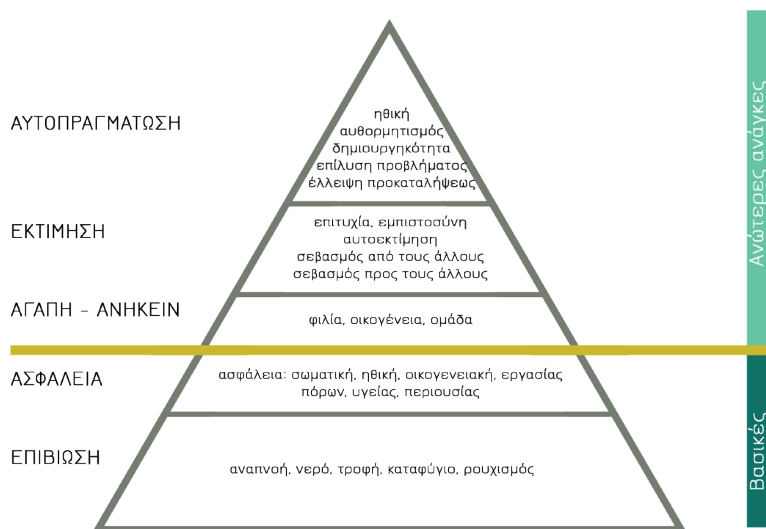 ΑΥΤΟΠΡΑΓΜΑΤΩΣΗ
ηθική
αυθορμητισμός
δημιουργηκότητα
επίλυση προβλήματος
έλλειψη προκαταλήψεως
ΕΚΤΙΜΗΣΗ
επιτυχία, εμπιστοσύνη
αυτοεκτίμηση
σεβασμός από τους άλλους
σεβασμός προς τους άλλους
ΑΓΑΠΗ - ΑΝΗΚΕΙΝ
φιλία, οικογένεια, ομάδα
ΑΣΦΑΛΕΙΑ
ασφάλεια: σωματική, ηθική, οικογενειακή, εργασίας
πόρων, υγείας, περιουσίας
ΕΠΙΒΙΩΣΗ
αναπνοή, νερό, τροφή, καταφύγιο, ρουχισμός
Ανώτερες ανάγκες
Βασικές